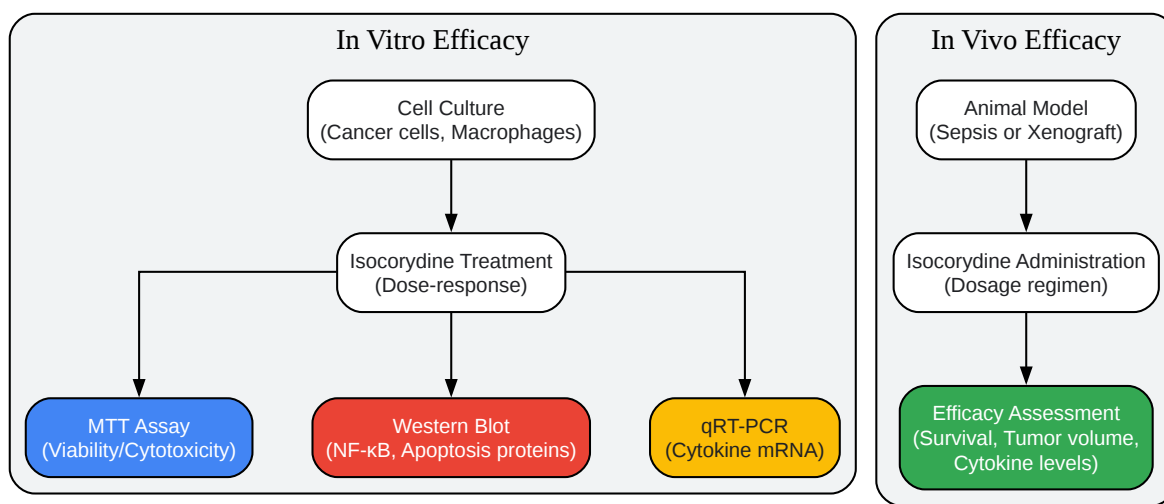 In Vitro Efficacy
Cell Culture
(Cancer cells, Macrophages)
Isocorydine Treatment
(Dose-response)
MTT Assay
(Viability/Cytotoxicity)
Western Blot
(NF-κB, Apoptosis proteins)
qRT-PCR
(Cytokine mRNA)
In Vivo Efficacy
Animal Model
(Sepsis or Xenograft)
Isocorydine Administration
(Dosage regimen)
Efficacy Assessment
(Survival, Tumor volume,
Cytokine levels)